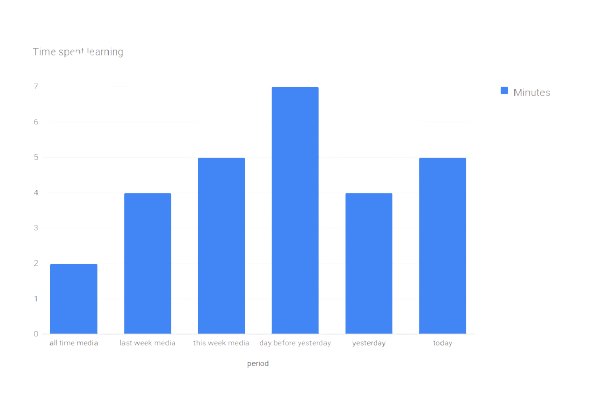 Time spent learning
7
Minutes
6
5
4
3
2
1
0
all time media
last week media
this week media
day before yesterday
yesterday
today
period